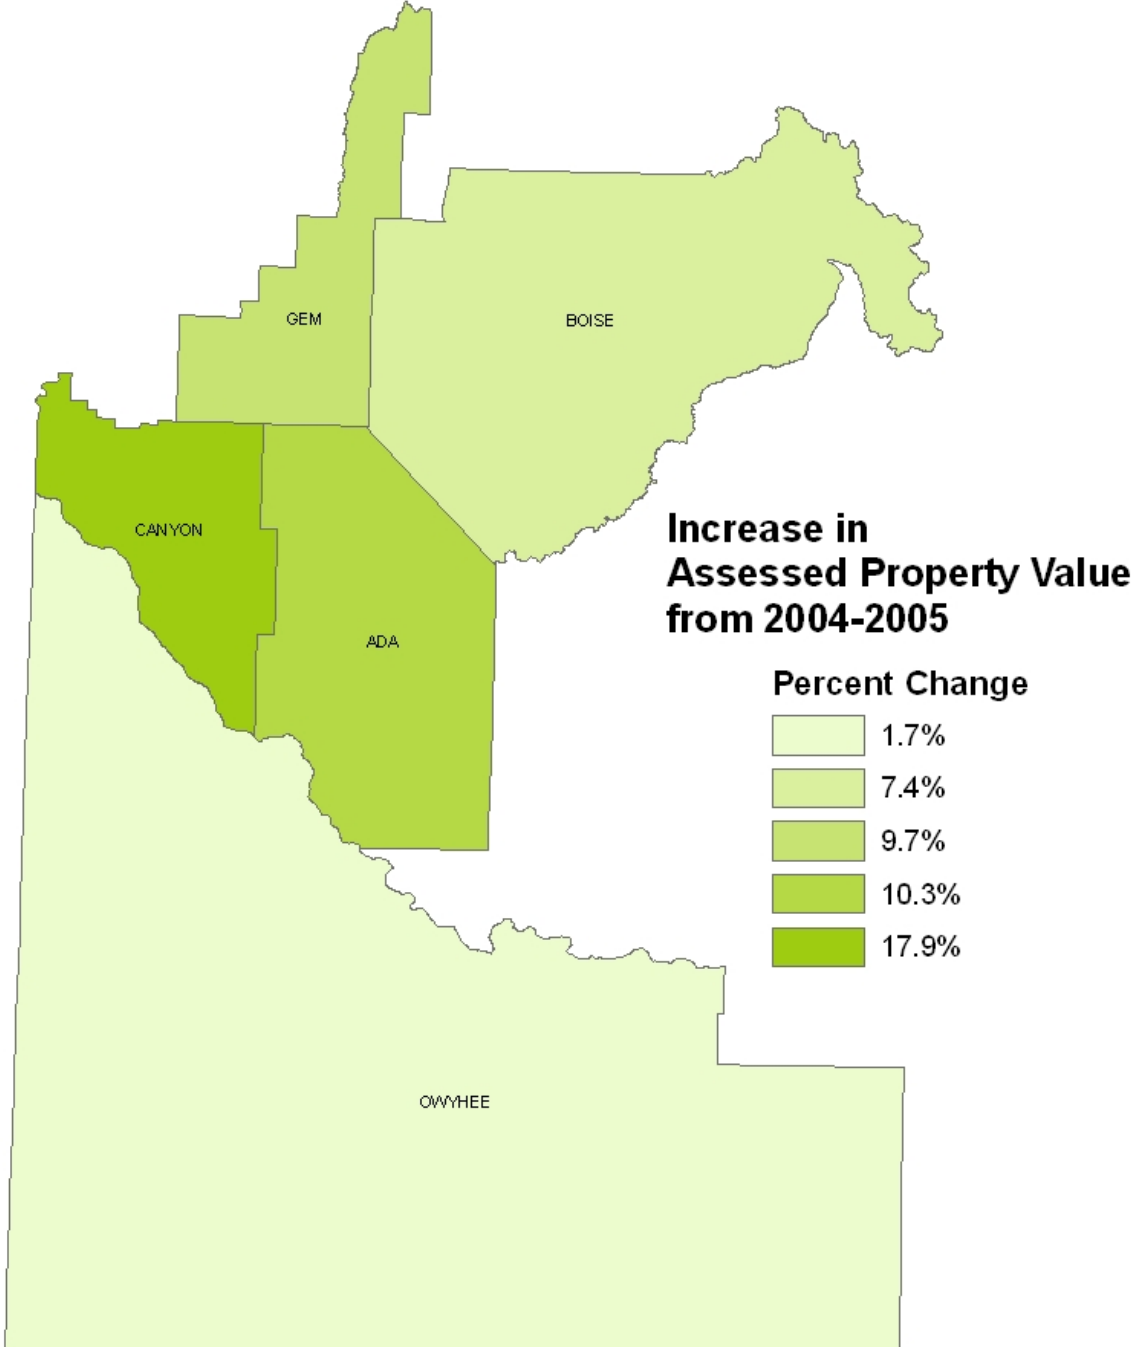 GEM
BOISE
CANYON
ADA
OWYHEE
Increase in
Assessed Property Value
from 2004-2005
Percent Change
1.7%
7.4%
9.7%
10.3%
17.9%